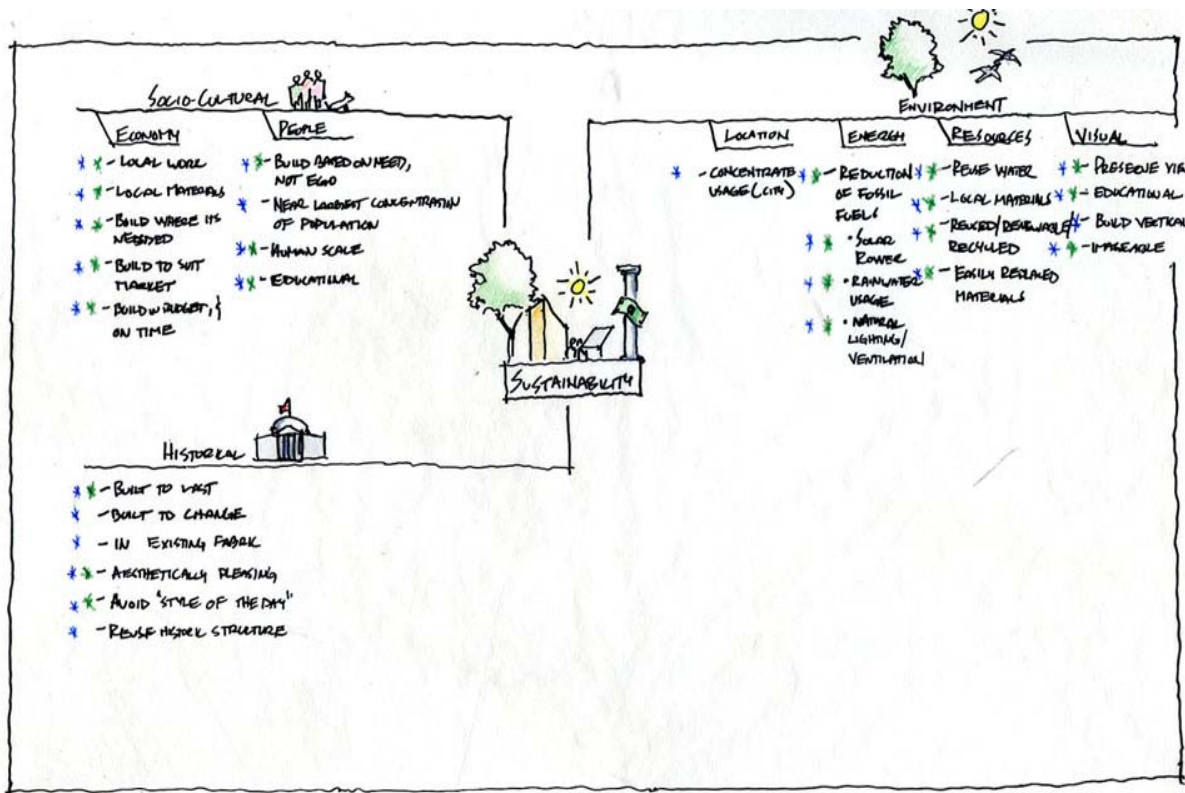 SOCIO-CULTURAL
ECONOMY
- LOCAL WORK
- LOCAL MATERIALS
- BUILD WHERE ITS
NEEDED
- BUILD TO SUIT
MARKET
- BUILD W/ BUDGET, &
ON TIME
PEOPLE
- BUILD BASED ON NEED,
NOT EGO
- NEAR LARGEST CONCENTRATION
OF POPULATION
- HUMAN SCALE
- EDUCATIONAL
ENVIRONMENT
LOCATION
- CONCENTRATE
USAGE (CITY)
ENERGY
- REDUCTION
OF FOSSIL
FUELS
• SOLAR
POWER
• RAINWATER
USAGE
• NATURAL
LIGHTING/
VENTILATION
RESOURCES
- REUSE WATER
- LOCAL MATERIALS
- REUSED/RENEWABLE/
RECYCLED
- EASILY REPLACED
MATERIALS
VISUAL
- PRESERVE
- EDUCATIONAL
- BUILD VERTICAL
- IMAGEABLE
SUSTAINABILITY
HISTORICAL
- BUILT TO LAST
- BUILT TO CHANGE
- IN EXISTING FABRIC
- AESTHETICALLY PLEASING
- AVOID "STYLE OF THE DAY"
- REUSE HISTORIC STRUCTURE